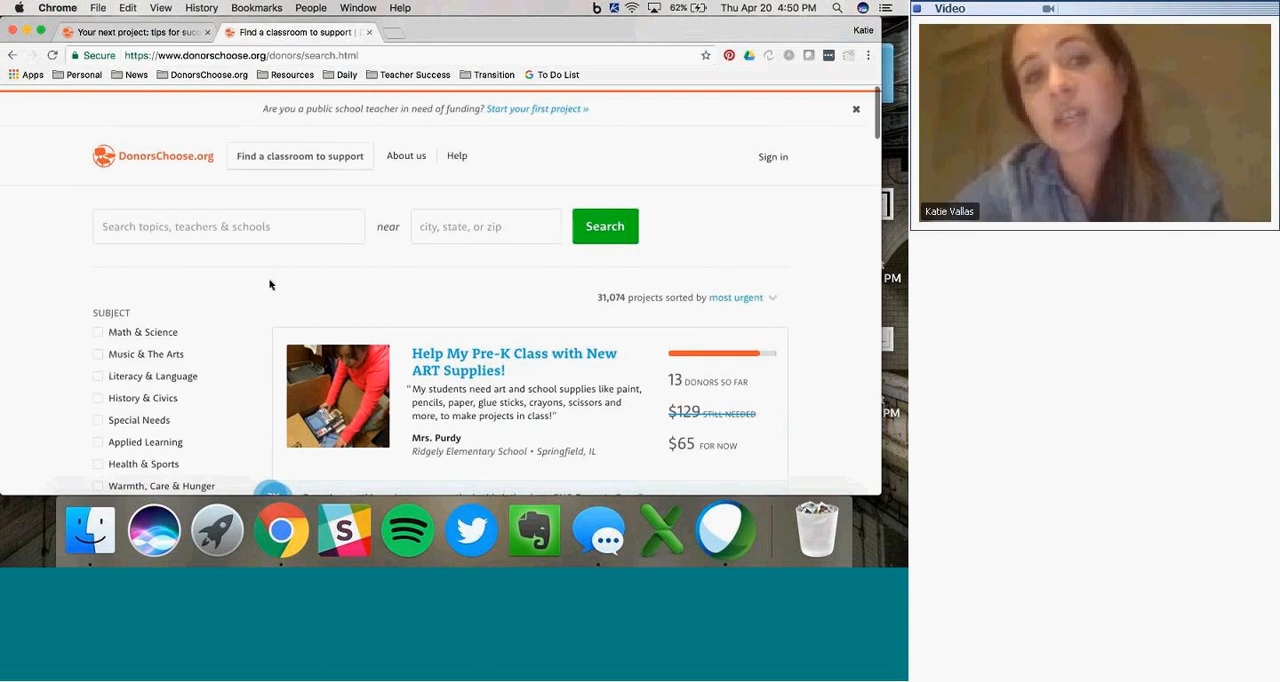 Chrome File Edit View History Bookmarks People Window Help 62% Thu Apr 20 4:50 PM
Video
Your next project: tips for succ
Find a classroom to support |
Katie
Secure https://www.donorschoose.org/donors/search.html
Apps Personal News DonorsChoose.org Resources Daily Teacher Success Transition To Do List
Are you a public school teacher in need of funding? Start your first project »
DonorsChoose.org
Find a classroom to support
About us
Help
Sign in
Katie Vallas
Search topics, teachers & schools
near
city, state, or zip
Search
PM
31,074 projects sorted by most urgent
SUBJECT
Math & Science
Music & The Arts
Literacy & Language
History & Civics
Special Needs
Applied Learning
Health & Sports
Warmth, Care & Hunger
Help My Pre-K Class with New
ART Supplies!
“My students need art and school supplies like paint,
pencils, paper, glue sticks, crayons, scissors and
more, to make projects in class!”
Mrs. Purdy
Ridgely Elementary School • Springfield, IL
13 DONORS SO FAR
$129 STILL NEEDED
$65 FOR NOW
PM